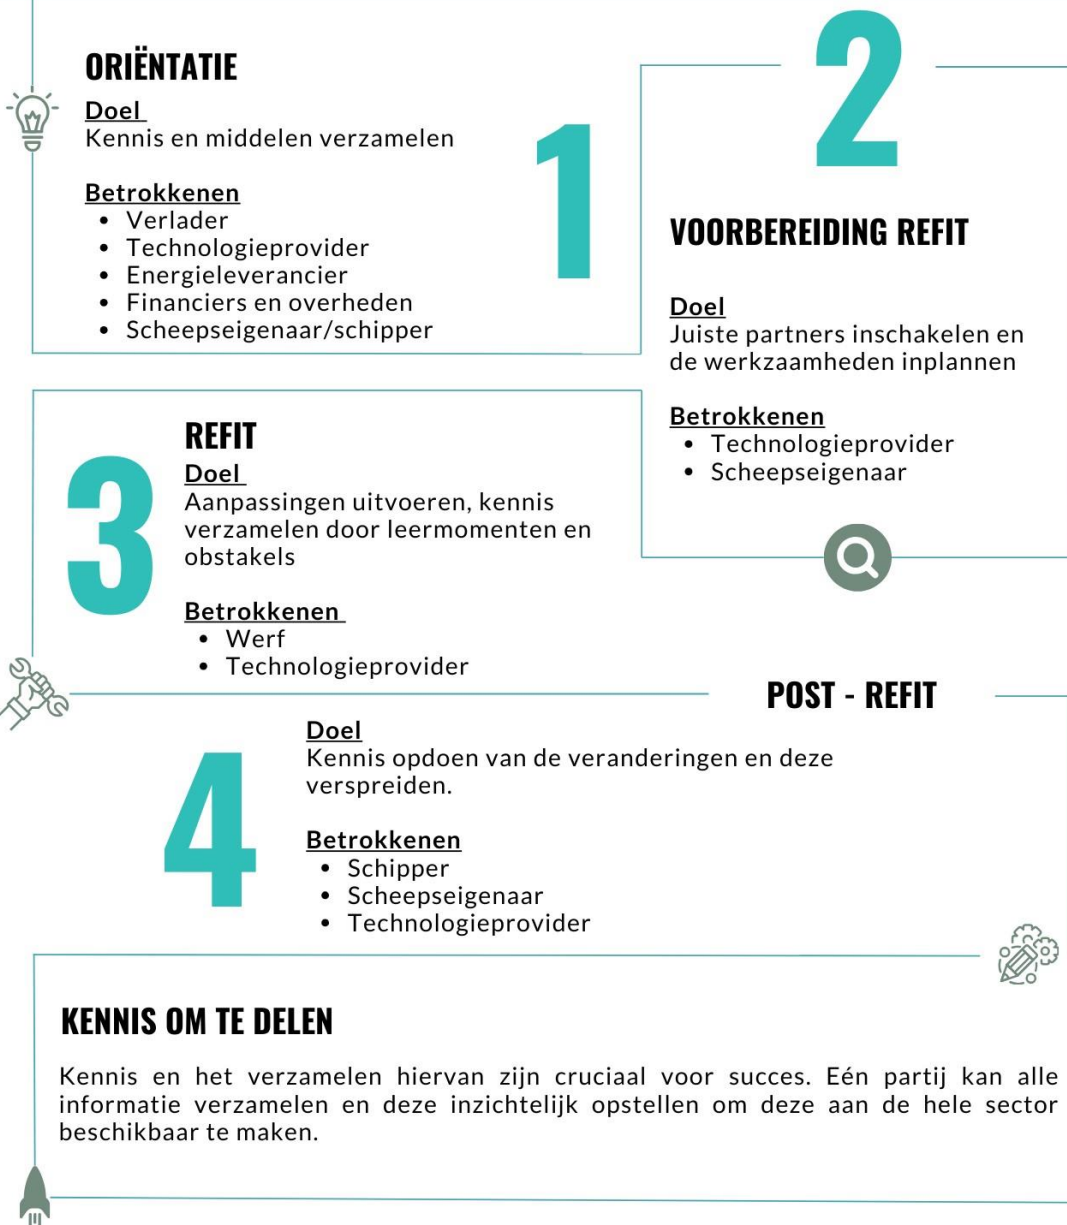 ORIËNTATIE
Doel
Kennis en middelen verzamelen
Betrokkenen
• Verlader
• Technologieprovider
• Energieleverancier
• Financiers en overheden
• Scheepseigenaar/schipper
1
2
VOORBEREIDING REFIT
Doel
Juiste partners inschakelen en
de werkzaamheden inplannen
Betrokkenen
• Technologieprovider
• Scheepseigenaar
3
REFIT
Doel
Aanpassingen uitvoeren, kennis
verzamelen door leermomenten en
obstakels
Betrokkenen
• Werf
• Technologieprovider
POST - REFIT
4
Doel
Kennis opdoen van de veranderingen en deze
verspreiden.
Betrokkenen
• Schipper
• Scheepseigenaar
• Technologieprovider
KENNIS OM TE DELEN
Kennis en het verzamelen hiervan zijn cruciaal voor succes. Eén partij kan alle
informatie verzamelen en deze inzichtelijk opstellen om deze aan de hele sector
beschikbaar te maken.